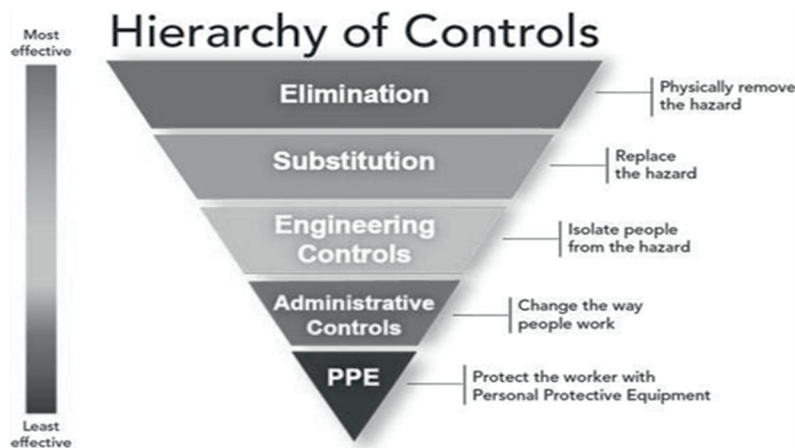 Hierarchy of Controls
Most
effective
Elimination
Physically remove
the hazard
Substitution
Replace
the hazard
Engineering
Controls
Isolate people
from the hazard
Administrative
Controls
Change the way
people work
PPE
Protect the worker with
Personal Protective Equipment
Least
effective